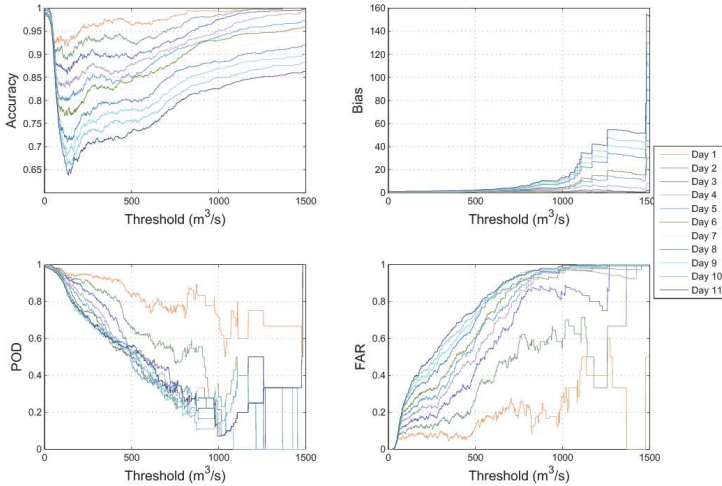 1
0.95
0.9
0.85
0.8
0.75
0.7
0.65
Accuracy
0
500
1000
1500
Threshold (m³/s)
160
140
120
100
80
60
40
20
0
Bias
0
500
1000
1500
Threshold (m³/s)
Day 1
Day 2
Day 3
Day 4
Day 5
Day 6
Day 7
Day 8
Day 9
Day 10
Day 11
1
0.8
0.6
0.4
0.2
0
POD
0
500
1000
1500
Threshold (m³/s)
1
0.8
0.6
0.4
0.2
0
FAR
0
500
1000
1500
Threshold (m³/s)